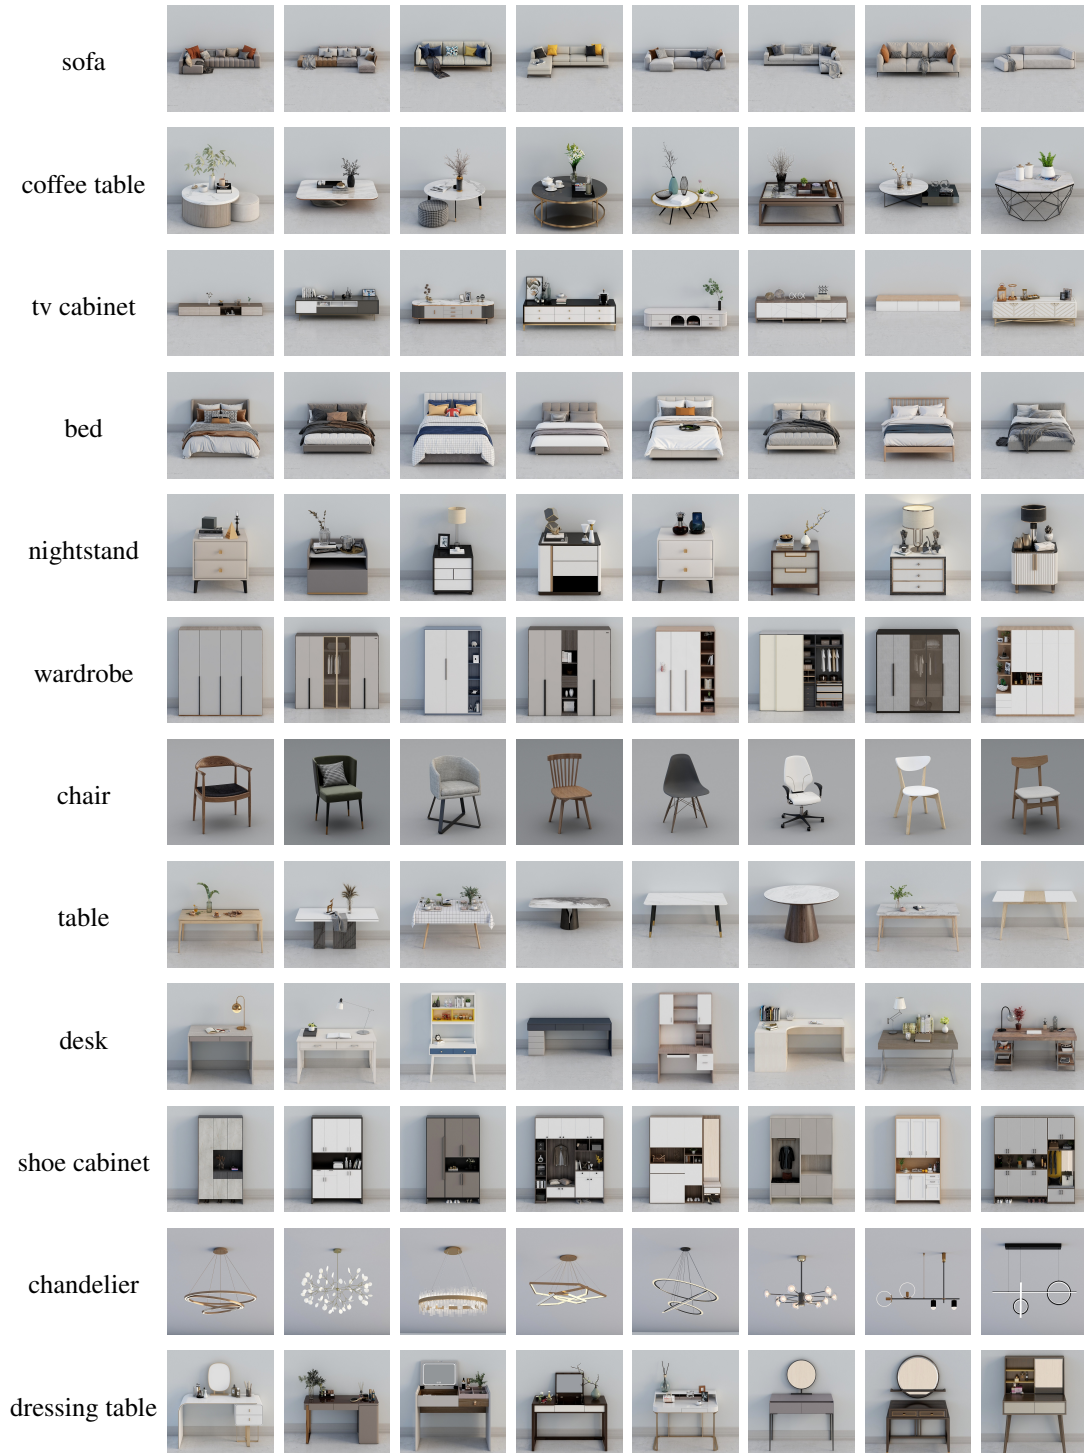 sofa
coffee table
tv cabinet
bed
nightstand
wardrobe
chair
table
desk
shoe cabinet
chandelier
dressing table